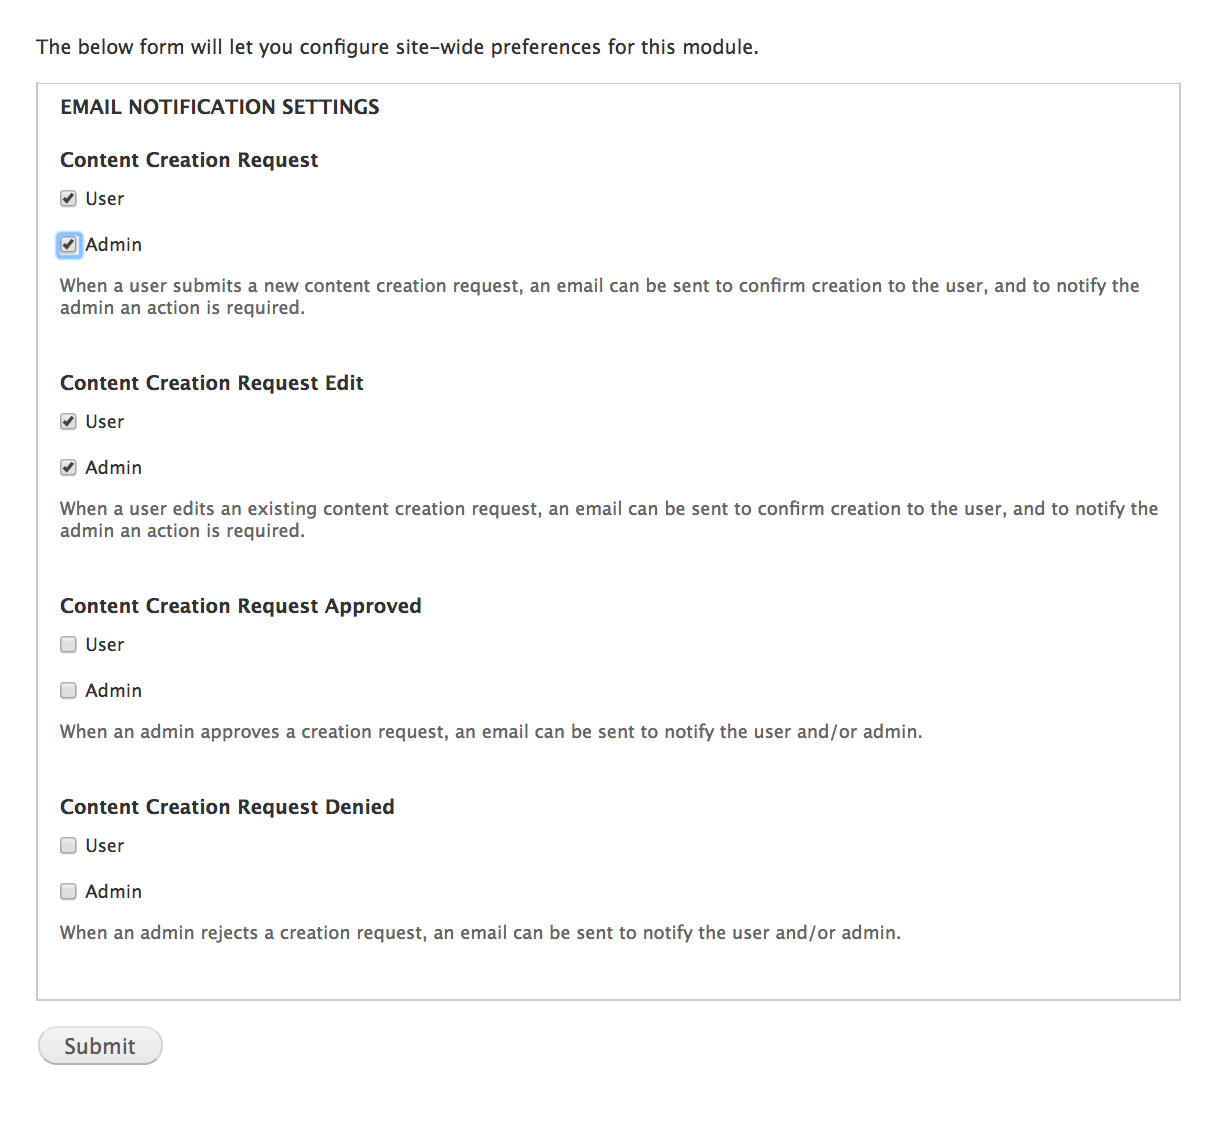 The below form will let you configure site-wide preferences for this module.
EMAIL NOTIFICATION SETTINGS
Content Creation Request
User
Admin
When a user submits a new content creation request, an email can be sent to confirm creation to the user, and to notify the
admin an action is required.
Content Creation Request Edit
User
Admin
When a user edits an existing content creation request, an email can be sent to confirm creation to the user, and to notify the
admin an action is required.
Content Creation Request Approved
User
Admin
When an admin approves a creation request, an email can be sent to notify the user and/or admin.
Content Creation Request Denied
User
Admin
When an admin rejects a creation request, an email can be sent to notify the user and/or admin.
Submit